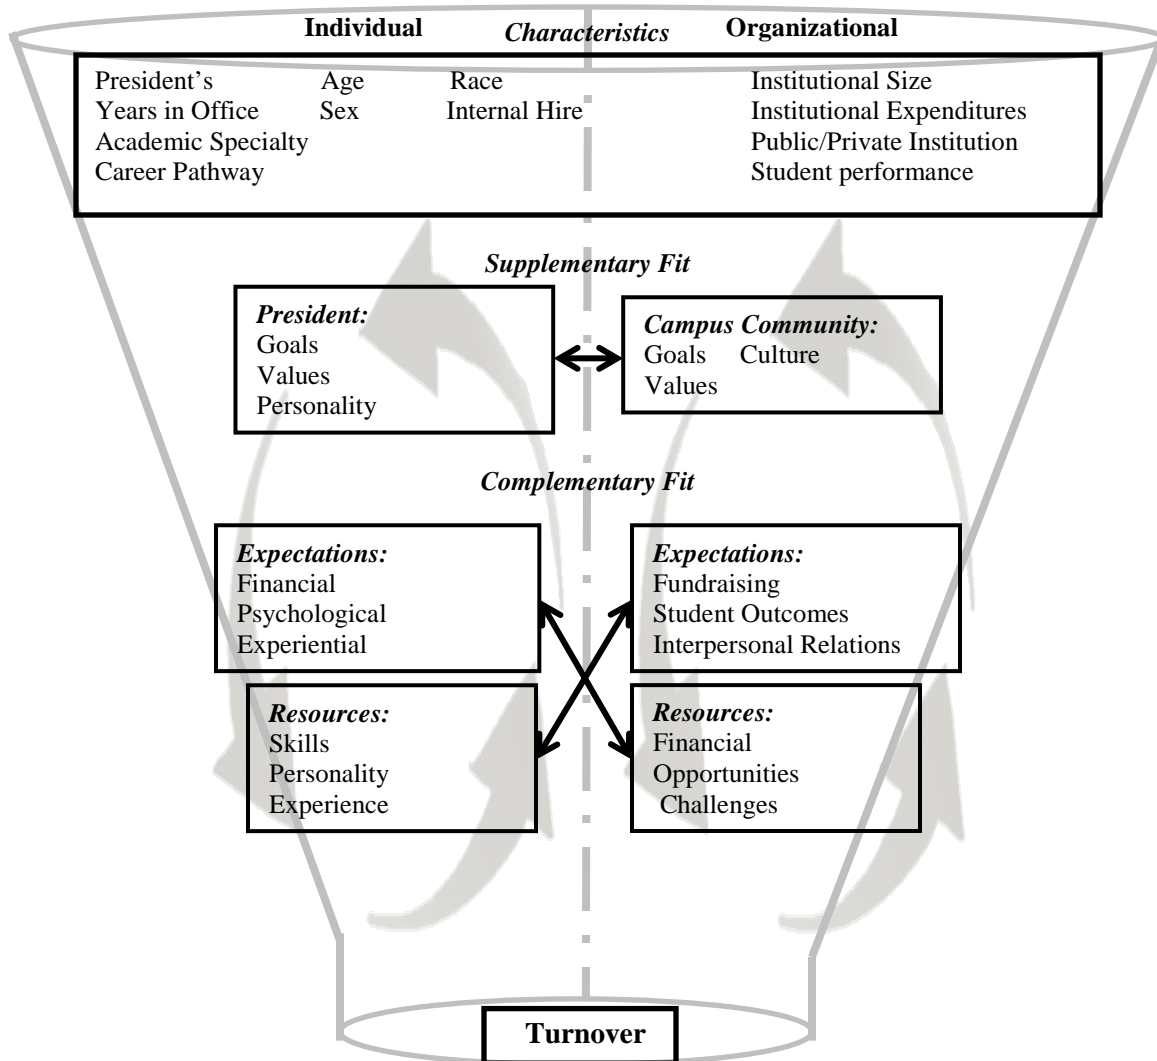 Individual Characteristics Organizational
President's Age Race Institutional Size
Years in Office Sex Internal Hire Institutional Expenditures
Academic Specialty Public/Private Institution
Career Pathway Student performance
Supplementary Fit
President:
Goals
Values
Personality
Campus Community:
Goals Culture
Values
Complementary Fit
Expectations:
Financial
Psychological
Experiential
Expectations:
Fundraising
Student Outcomes
Interpersonal Relations
Resources:
Skills
Personality
Experience
Resources:
Financial
Opportunities
Challenges
Turnover